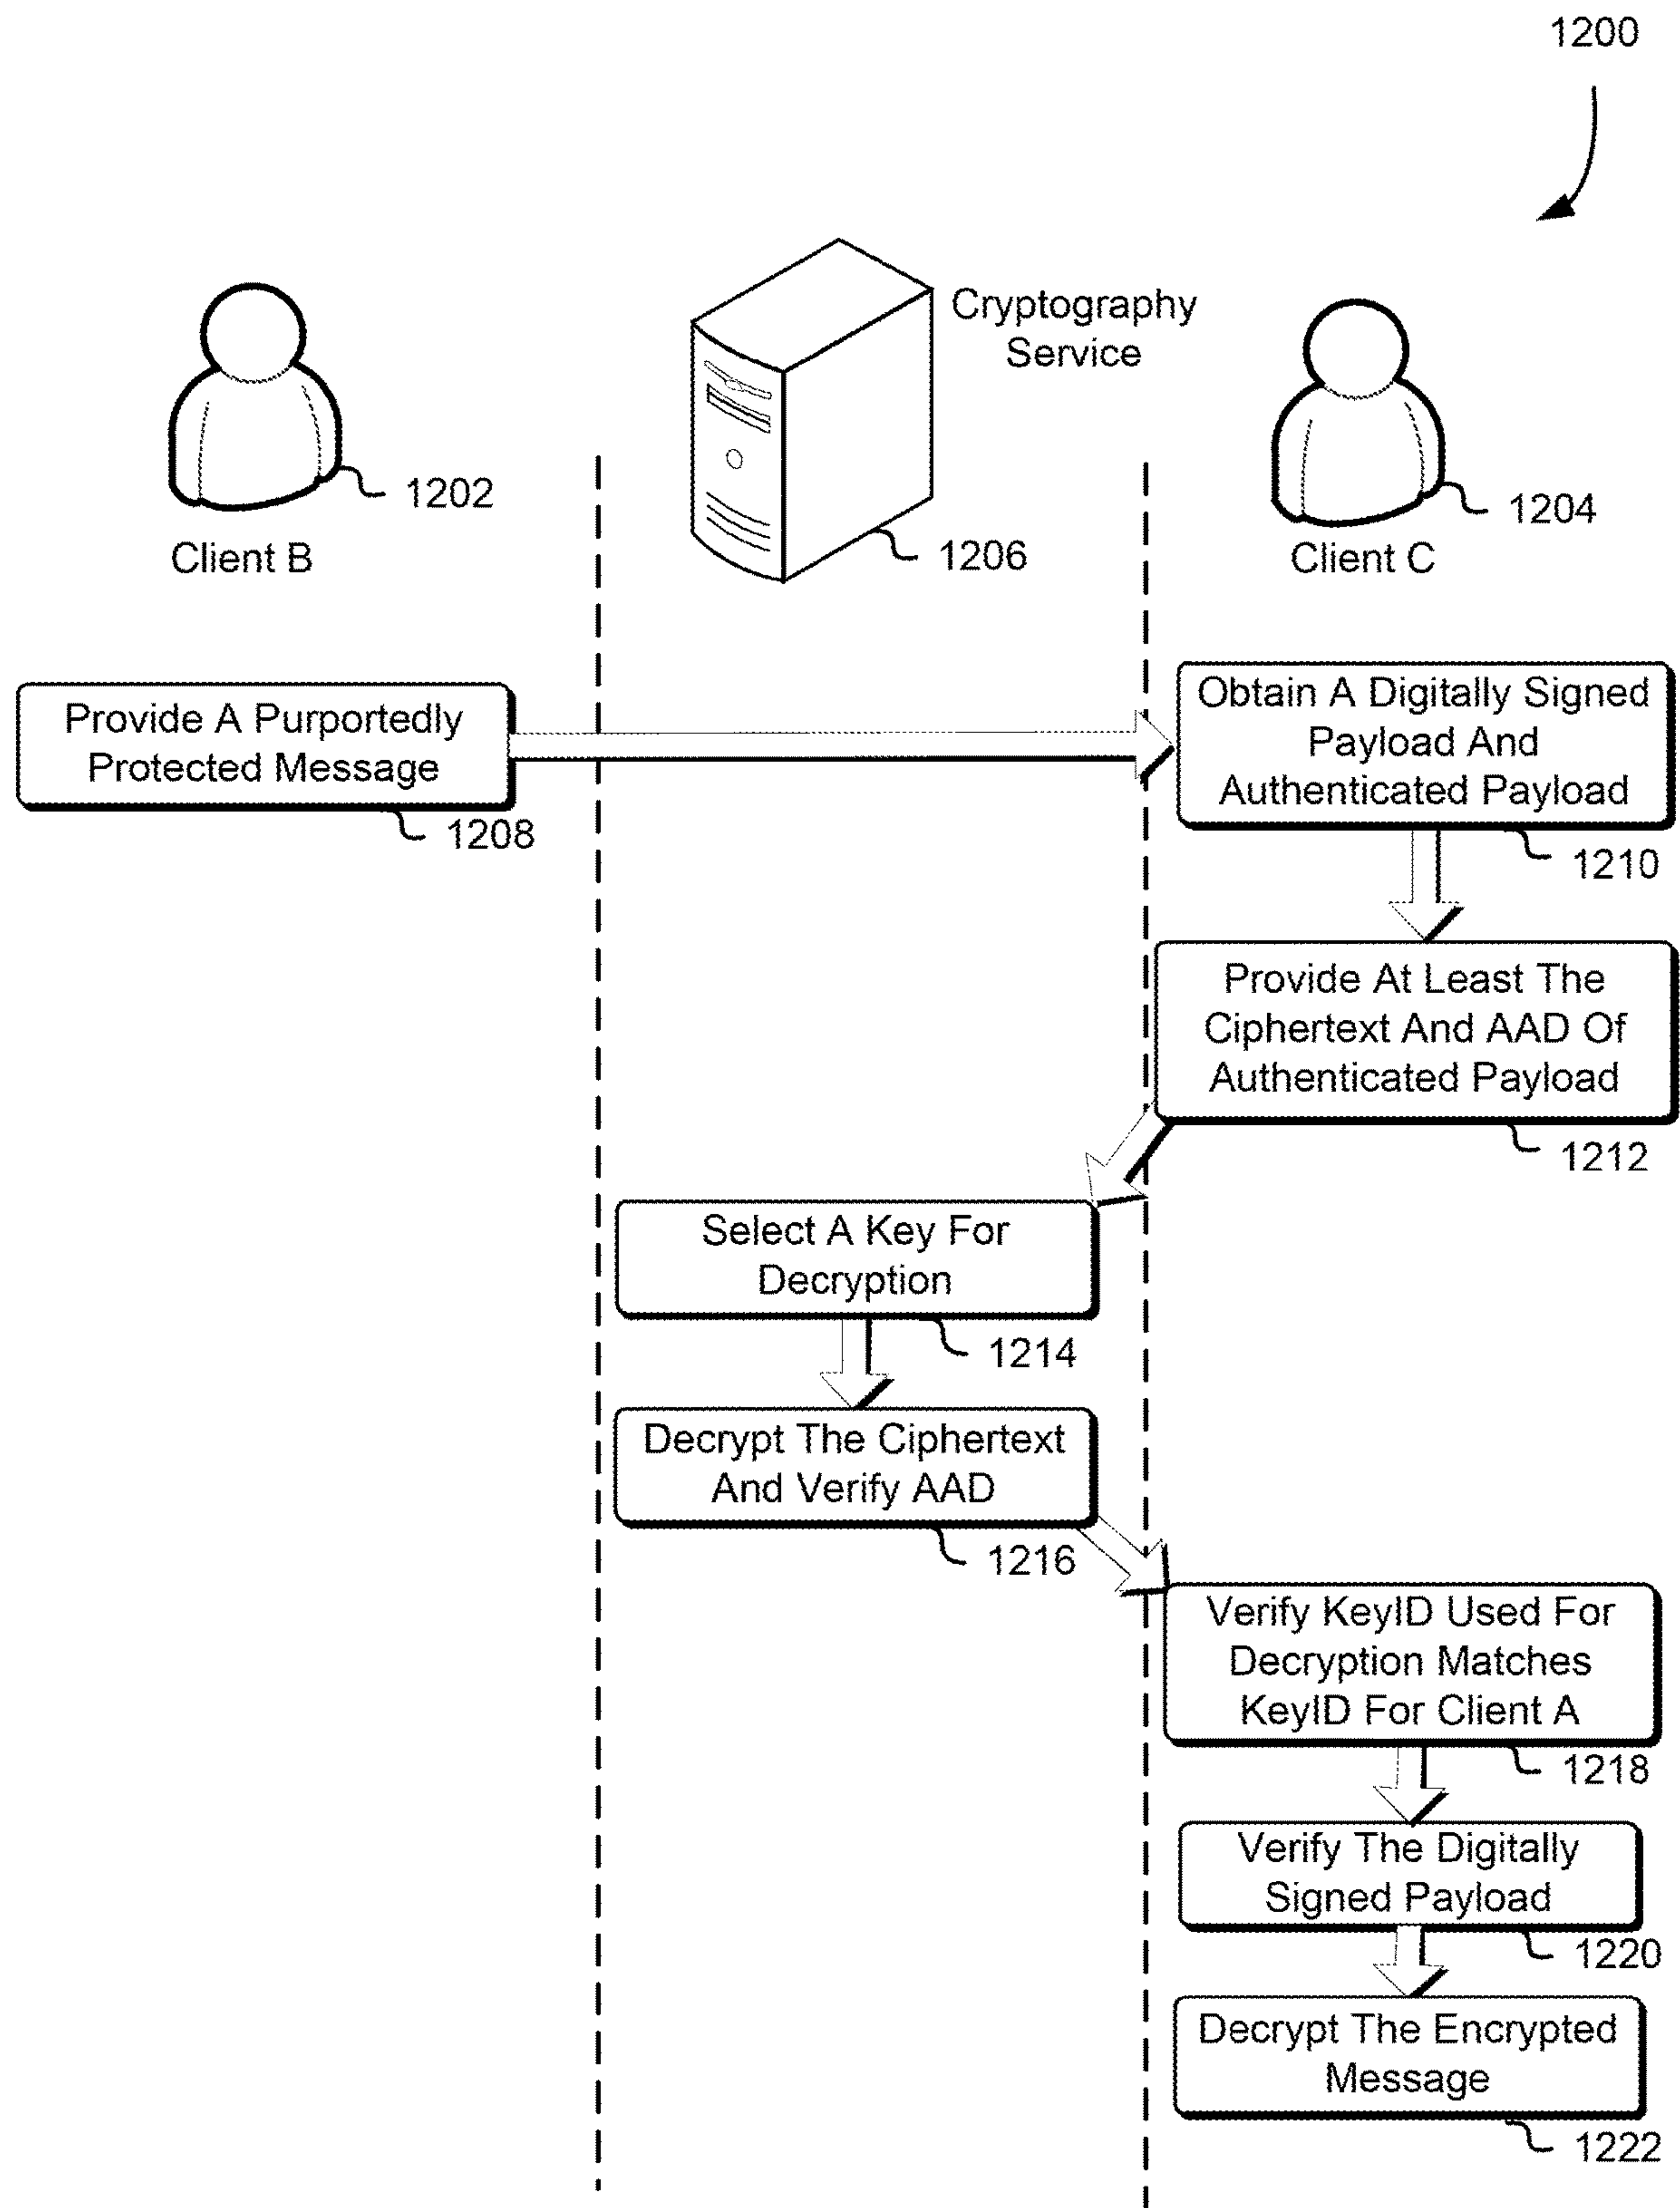 1200
Cryptography
Service
1202
1204
1206
Client B
Client C
Provide A Purportedly
Protected Message
1208
Obtain A Digitally Signed
Payload And
Authenticated Payload
1210
Provide At Least The
Ciphertext And AAD Of
Authenticated Payload
1212
Select A Key For
Decryption
1214
Decrypt The Ciphertext
And Verify AAD
1216
Verify KeyID Used For
Decryption Matches
KeyID For Client A
1218
Verify The Digitally
Signed Payload
1220
Decrypt The Encrypted
Message
1222